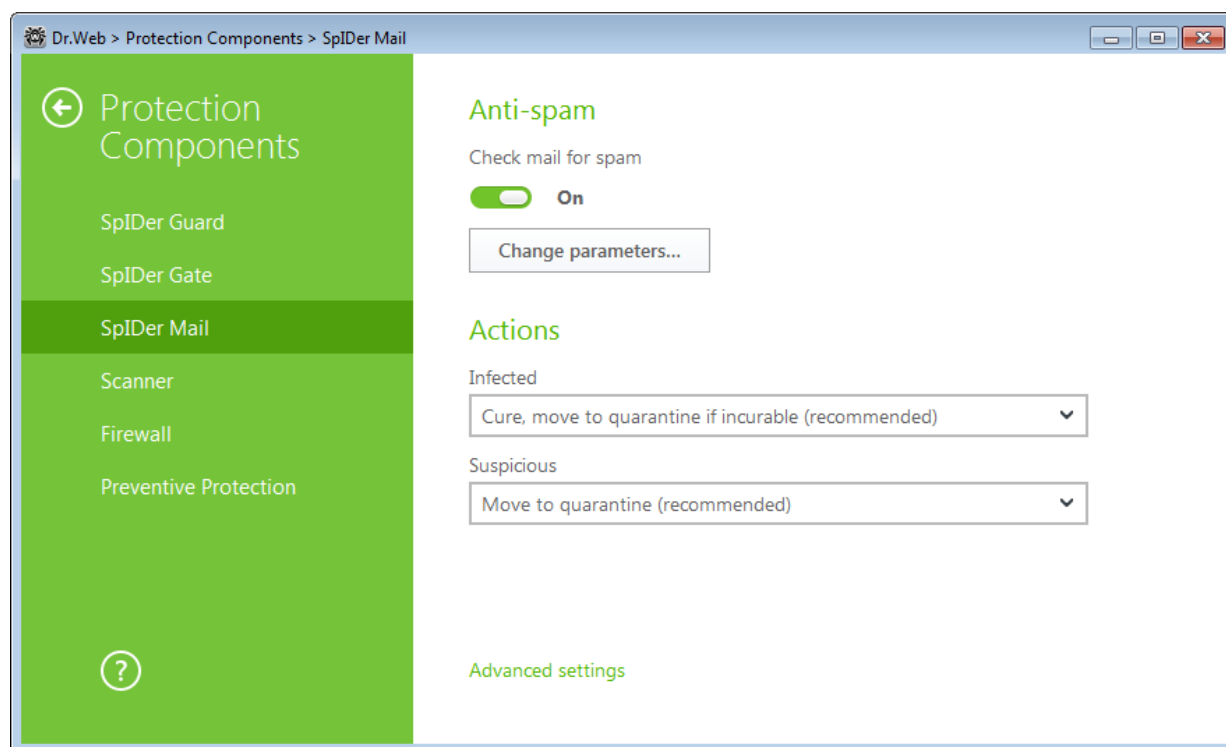 Dr.Web > Protection Components > SpIDer Mail
Protection
Components
SpIDer Guard
SpIDer Gate
SpIDer Mail
Scanner
Firewall
Preventive Protection
?
Anti-spam
Check mail for spam
On
Change parameters...
Actions
Infected
Cure, move to quarantine if incurable (recommended)
Suspicious
Move to quarantine (recommended)
Advanced settings